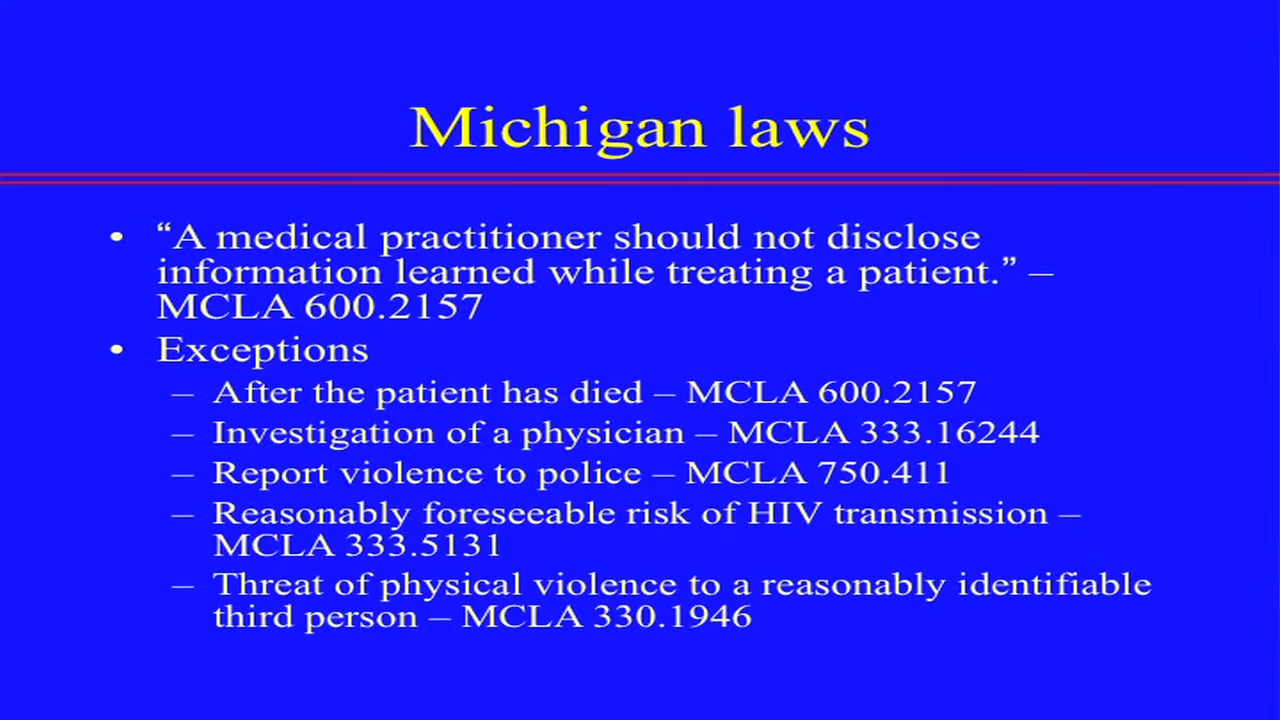 Michigan laws
• “A medical practitioner should not disclose
information learned while treating a patient.” –
MCLA 600.2157
• Exceptions
– After the patient has died – MCLA 600.2157
– Investigation of a physician – MCLA 333.16244
– Report violence to police – MCLA 750.411
– Reasonably foreseeable risk of HIV transmission –
MCLA 333.5131
– Threat of physical violence to a reasonably identifiable
third person – MCLA 330.1946